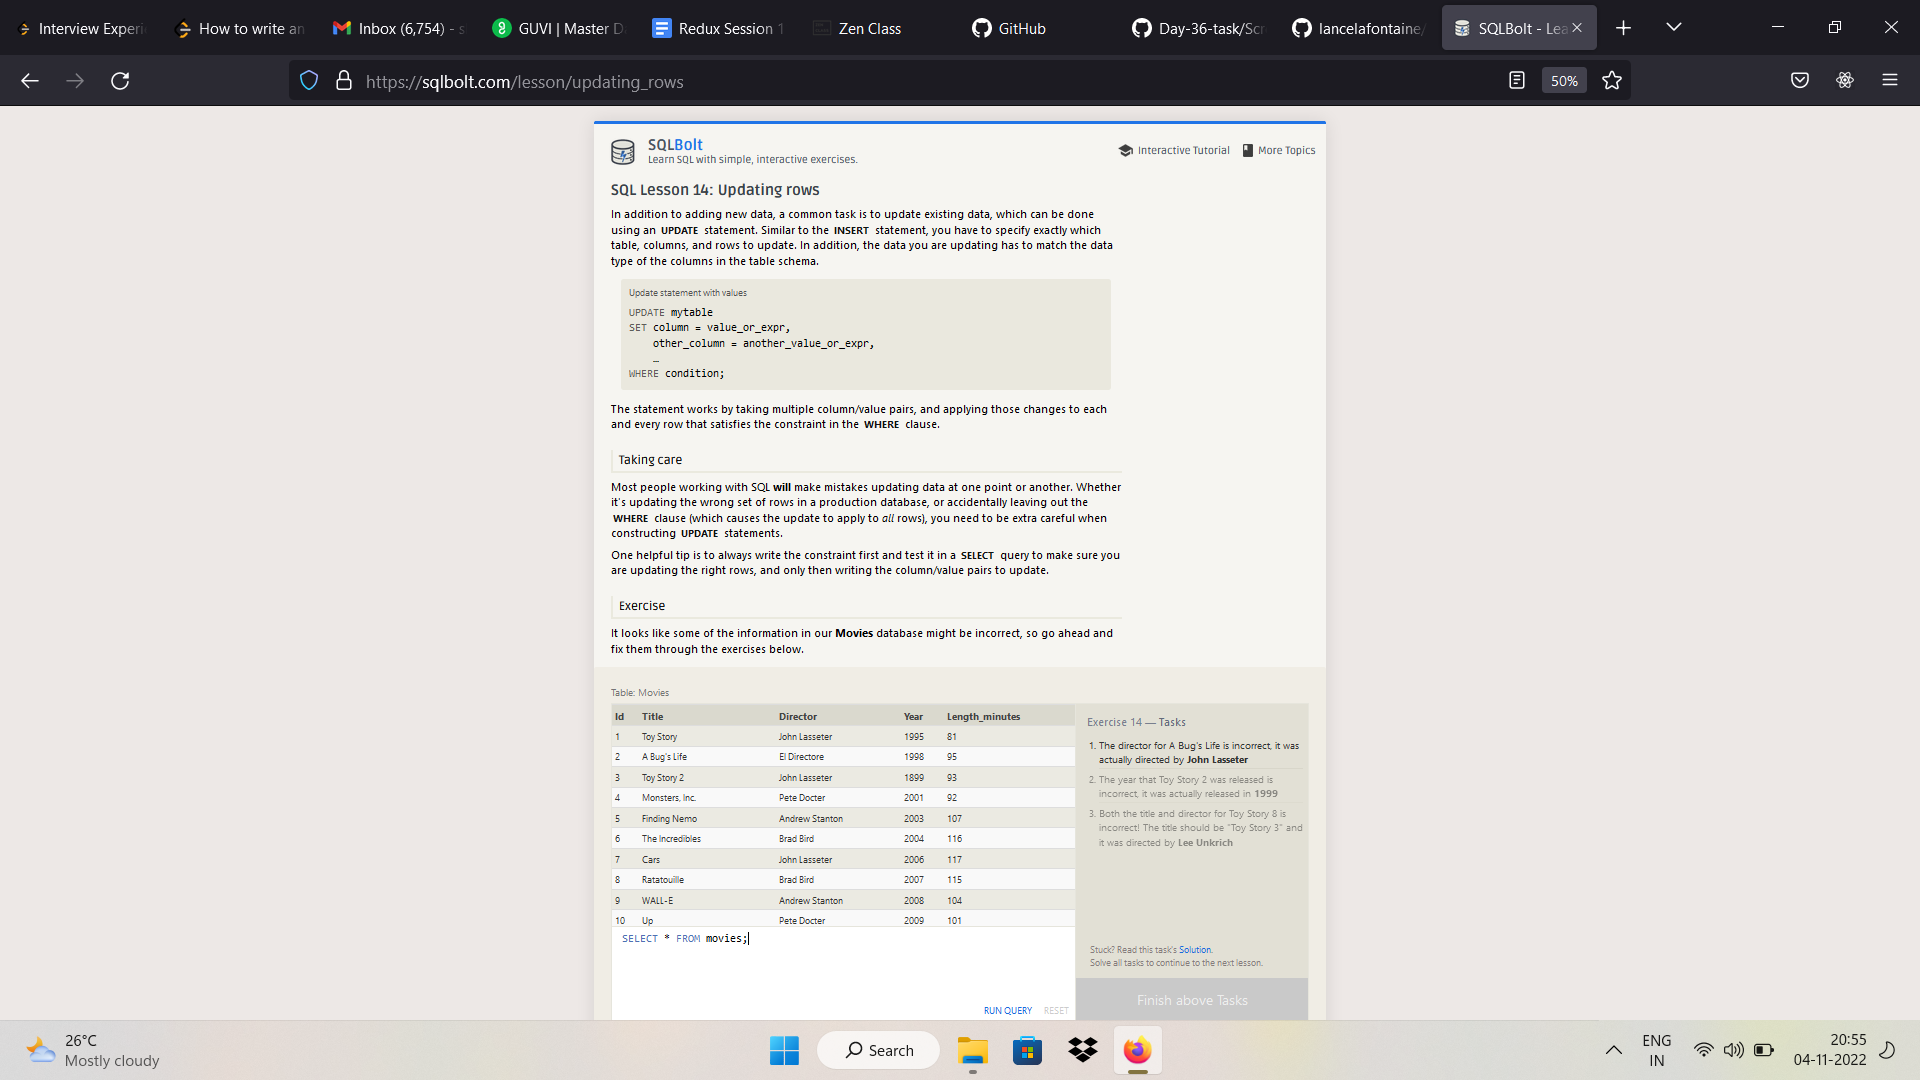 Interview Experi
How to write an
Inbox (6,754) - s
GUVI | Master D
Redux Session 1
Zen Class
GitHub
Day-36-task/Scr
lancelafontaine/
SQLBolt - Lea
https://sqlbolt.com/lesson/updating_rows
50%
SQLBolt
Learn SQL with simple, interactive exercises.
Interactive Tutorial
More Topics
SQL Lesson 14: Updating rows
In addition to adding new data, a common task is to update existing data, which can be done
using an UPDATE statement. Similar to the INSERT statement, you have to specify exactly which
table, columns, and rows to update. In addition, the data you are updating has to match the data
type of the columns in the table schema.
Update statement with values
UPDATE mytable
SET column = value_or_expr,
other_column = another_value_or_expr,
…
WHERE condition;
The statement works by taking multiple column/value pairs, and applying those changes to each
and every row that satisfies the constraint in the WHERE clause.
Taking care
Most people working with SQL will make mistakes updating data at one point or another. Whether
it's updating the wrong set of rows in a production database, or accidentally leaving out the
WHERE clause (which causes the update to apply to all rows), you need to be extra careful when
constructing UPDATE statements.
One helpful tip is to always write the constraint first and test it in a SELECT query to make sure you
are updating the right rows, and only then writing the column/value pairs to update.
Exercise
It looks like some of the information in our Movies database might be incorrect, so go ahead and
fix them through the exercises below.
Table: Movies
Id Title Director Year Length_minutes
1 Toy Story John Lasseter 1995 81
2 A Bug's Life El Directore 1998 95
3 Toy Story 2 John Lasseter 1899 93
4 Monsters, Inc. Pete Docter 2001 92
5 Finding Nemo Andrew Stanton 2003 107
6 The Incredibles Brad Bird 2004 116
7 Cars John Lasseter 2006 117
8 Ratatouille Brad Bird 2007 115
9 WALL-E Andrew Stanton 2008 104
10 Up Pete Docter 2009 101
SELECT * FROM movies;
RUN QUERY RESET
Exercise 14 — Tasks
1. The director for A Bug's Life is incorrect, it was
actually directed by John Lasseter
2. The year that Toy Story 2 was released is
incorrect, it was actually released in 1999
3. Both the title and director for Toy Story 8 is
incorrect! The title should be "Toy Story 3" and
it was directed by Lee Unkrich
Stuck? Read this task's Solution.
Solve all tasks to continue to the next lesson.
Finish above Tasks
26°C
Mostly cloudy
Search
ENG
IN
20:55
04-11-2022